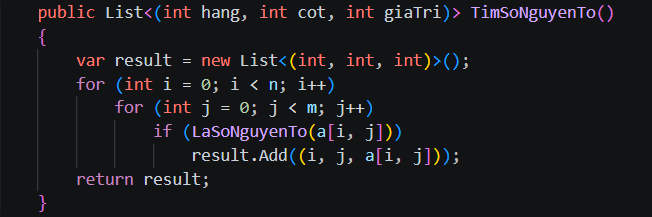 public List<(int hang, int cot, int giaTri)> TimSoNguyenTo()
{
    var result = new List<(int, int, int)>();
    for (int i = 0; i < n; i++)
        for (int j = 0; j < m; j++)
            if (LaSoNguyenTo(a[i, j]))
                result.Add((i, j, a[i, j]));
    return result;
}